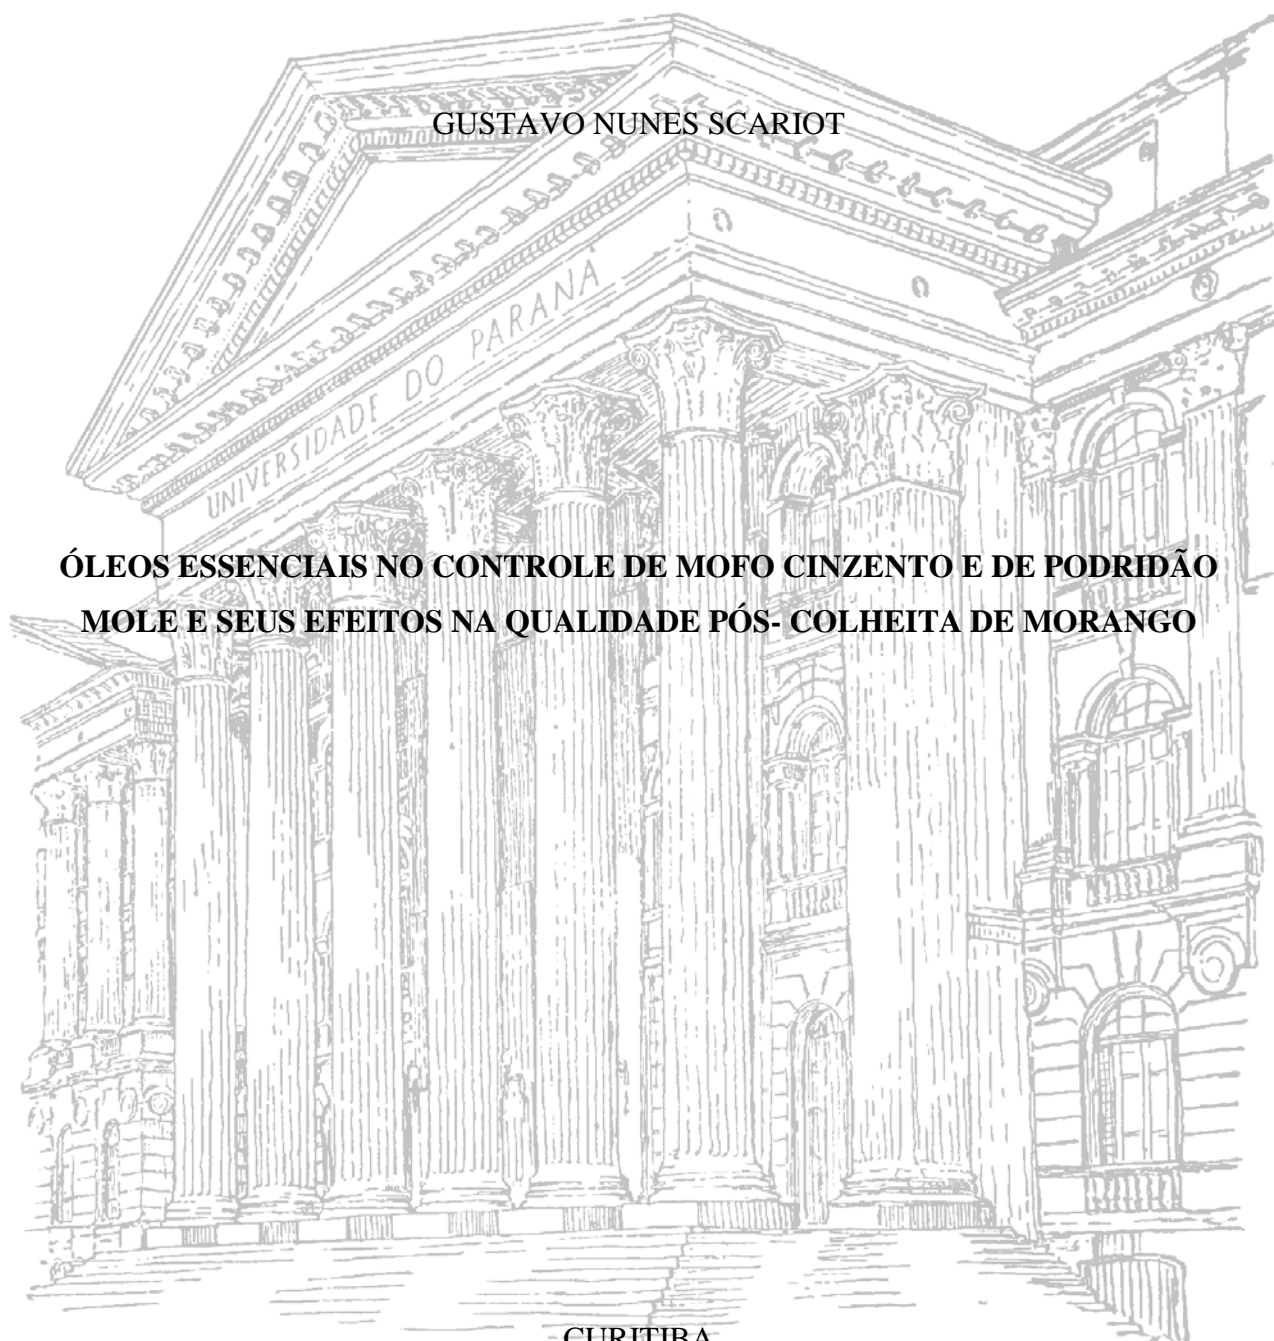 GUSTAVO NUNES SCARIOT
UNIVERSIDADE DO PARANÁ
ÓLEOS ESSENCIAIS NO CONTROLE DE MOFO CINZENTO E DE PODRIDÃO
MOLE E SEUS EFEITOS NA QUALIDADE PÓS- COLHEITA DE MORANGO
CURITIBA